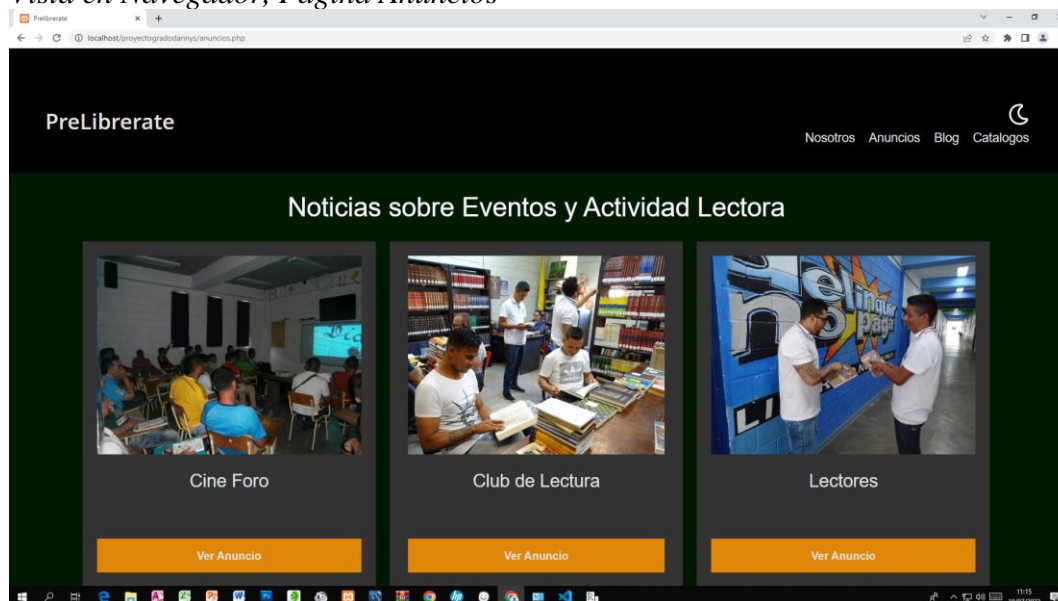 Vista en Navegador, Página Anuncios
Prelibrerate
localhost/proyectogradodannys/anuncios.php
PreLibrerate
Nosotros Anuncios Blog Catalogos
Noticias sobre Eventos y Actividad Lectora
Cine Foro
Club de Lectura
Lectores
Ver Anuncio
Ver Anuncio
Ver Anuncio
11:15